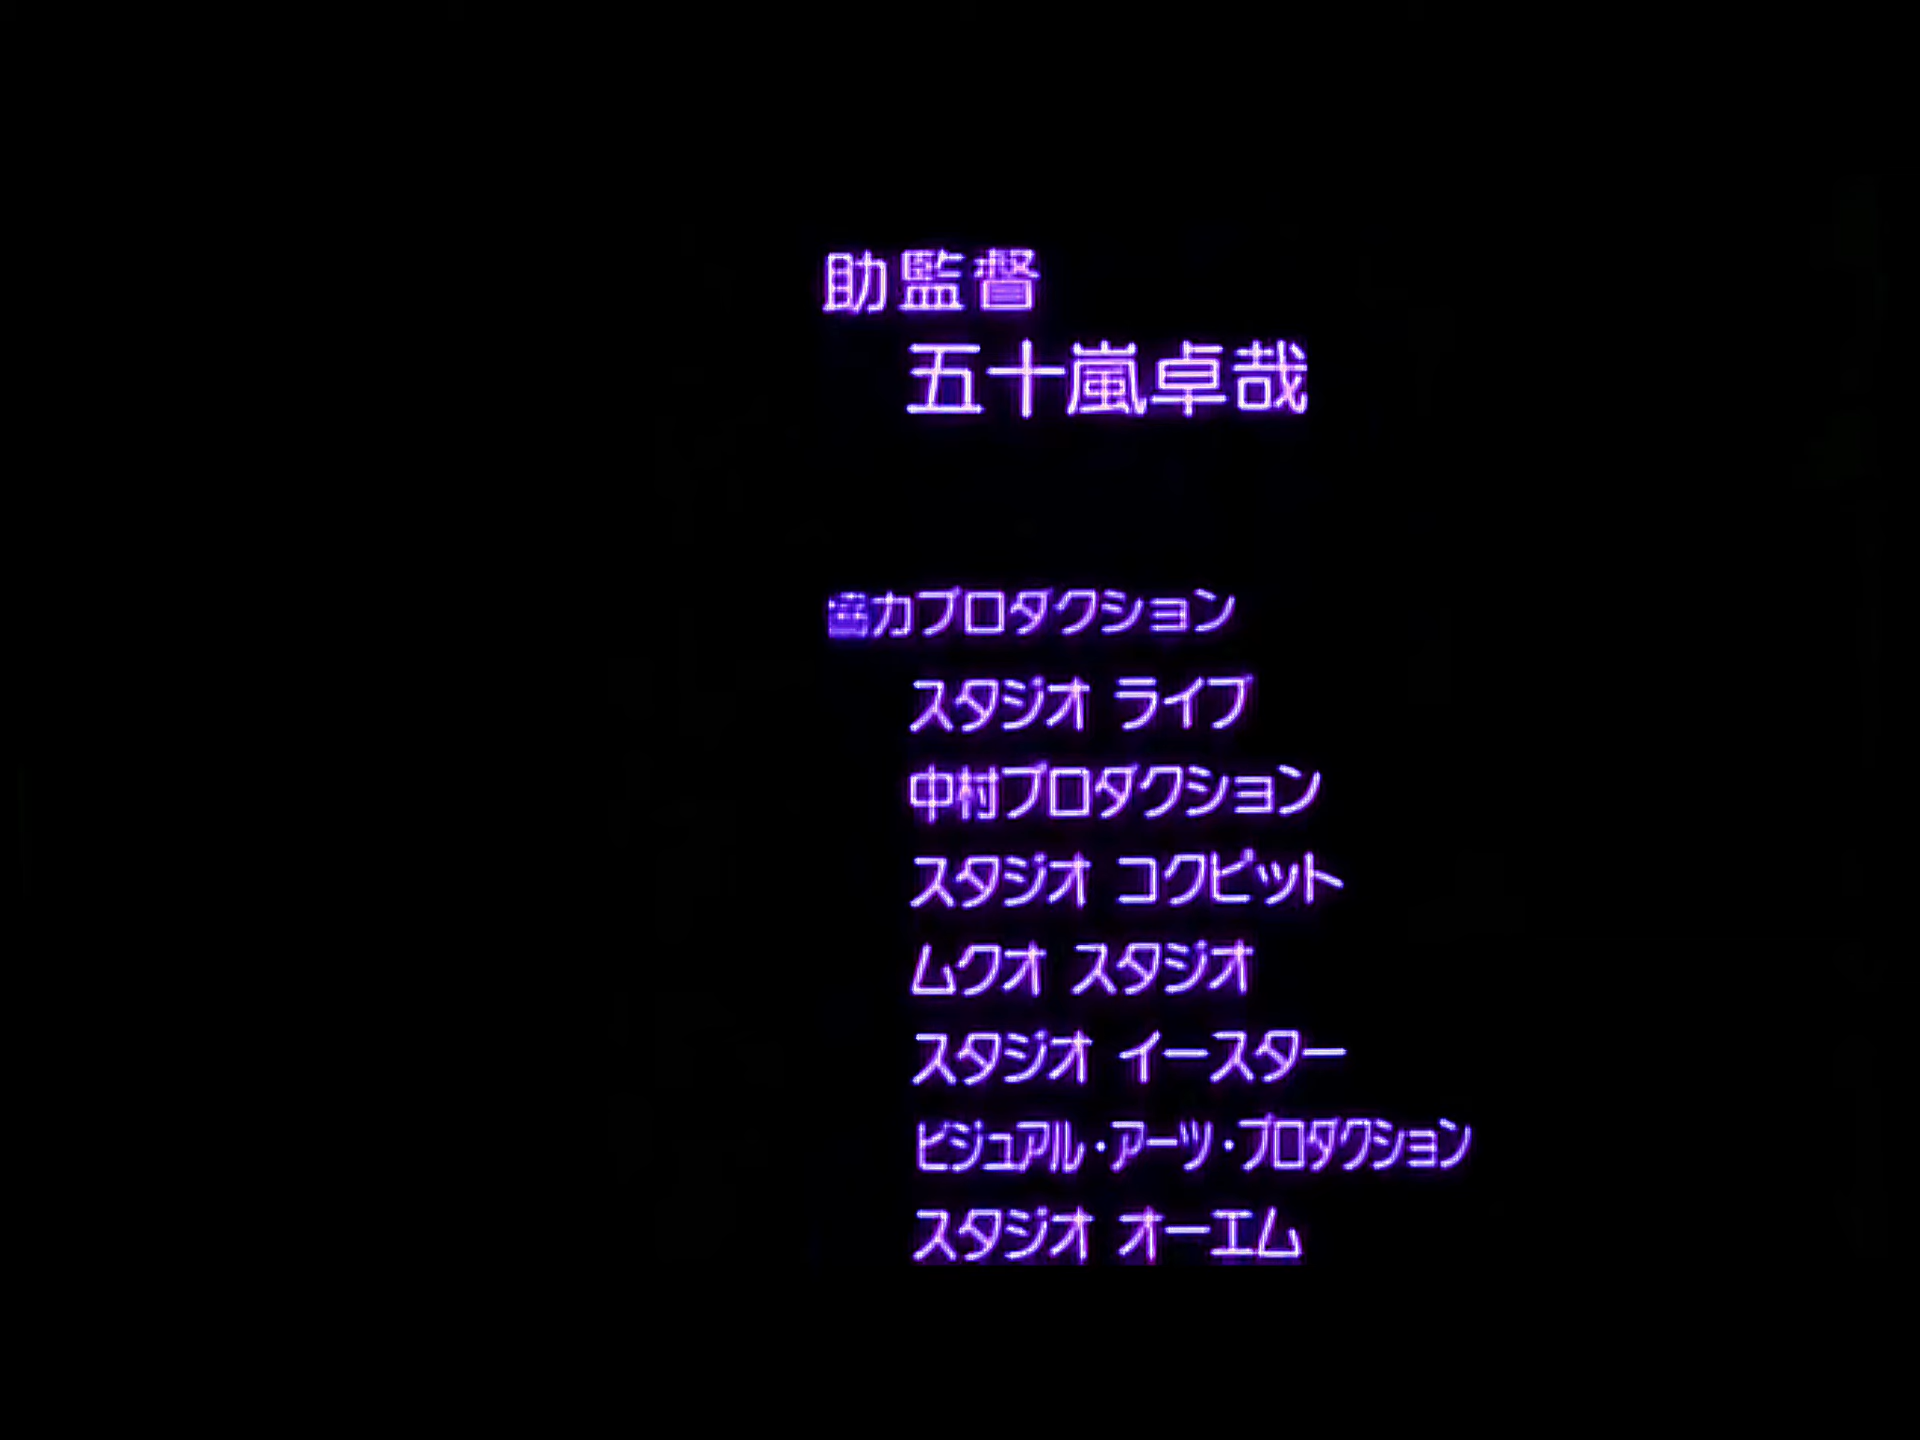 助監督
五十嵐卓哉
協力プロダクション
スタジオ ライブ
中村プロダクション
スタジオ コクピット
ムクオ スタジオ
スタジオ イースター
ビジュアル・アーツ・プロダクション
スタジオ オーエム